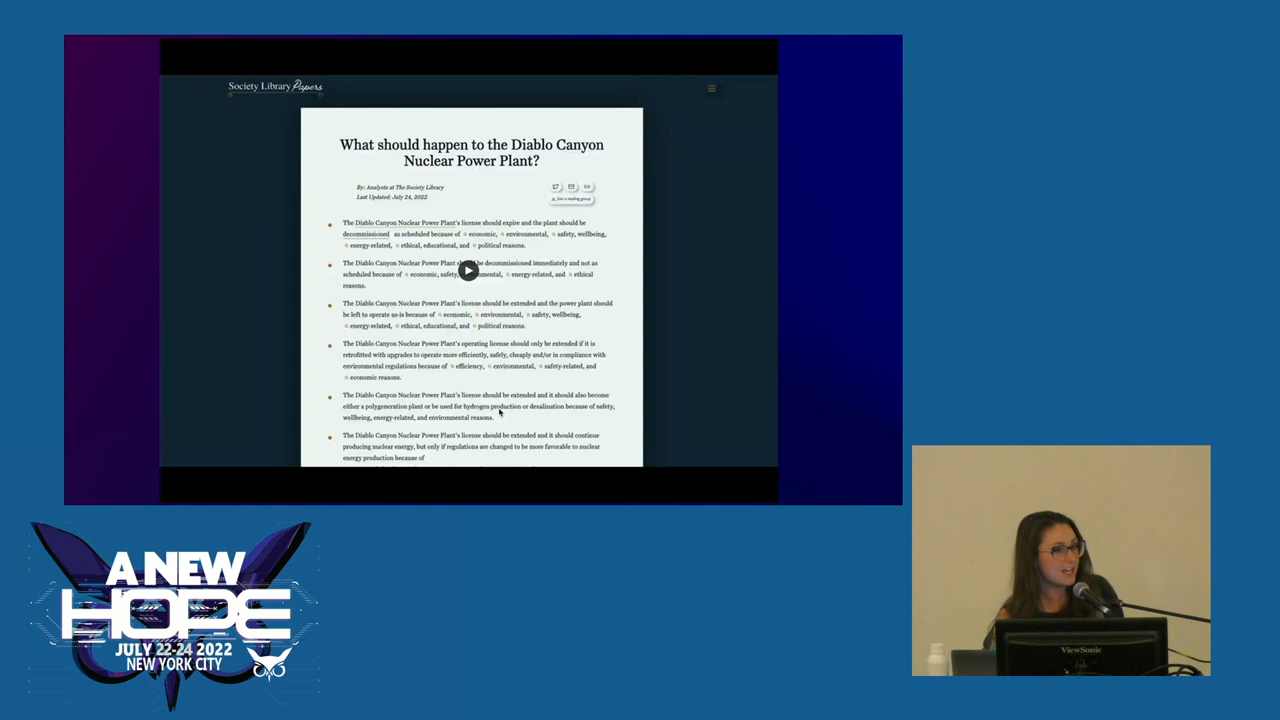 Society Library Papers
What should happen to the Diablo Canyon
Nuclear Power Plant?
By: Analysts at The Society Library
Last Updated: July 24, 2022
Join a mailing group
The Diablo Canyon Nuclear Power Plant's license should expire and the plant should be
decommissioned as scheduled because of economic, environmental, safety, wellbeing,
energy-related, ethical, educational, and political reasons.
The Diablo Canyon Nuclear Power Plant should be decommissioned immediately and not as
scheduled because of economic, safety, environmental, energy-related, and ethical
reasons.
The Diablo Canyon Nuclear Power Plant's license should be extended and the power plant should
be left to operate as-is because of economic, environmental, safety, wellbeing,
energy-related, ethical, educational, and political reasons.
The Diablo Canyon Nuclear Power Plant's operating license should only be extended if it is
retrofitted with upgrades to operate more efficiently, safely, cheaply and/or in compliance with
environmental regulations because of efficiency, environmental, safety-related, and
economic reasons.
The Diablo Canyon Nuclear Power Plant's license should be extended and it should also become
either a polygeneration plant or be used for hydrogen production or desalination because of safety,
wellbeing, energy-related, and environmental reasons.
The Diablo Canyon Nuclear Power Plant's license should be extended and it should continue
producing nuclear energy, but only if regulations are changed to be more favorable to nuclear
energy production because of
A NEW
HOPE
JULY 22-24 2022
NEW YORK CITY
ViewSonic